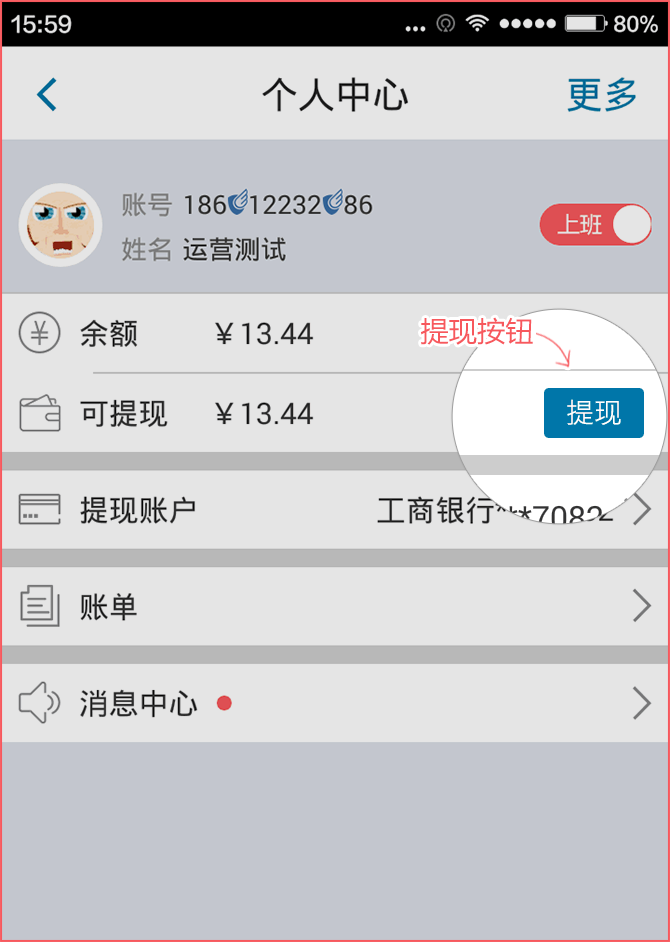 15:59 80%
个人中心 更多
账号 186 12232 86
姓名 运营测试
上班
余额 ￥13.44
提现按钮
可提现 ￥13.44 提现
提现账户 工商银行***7082
账单
消息中心